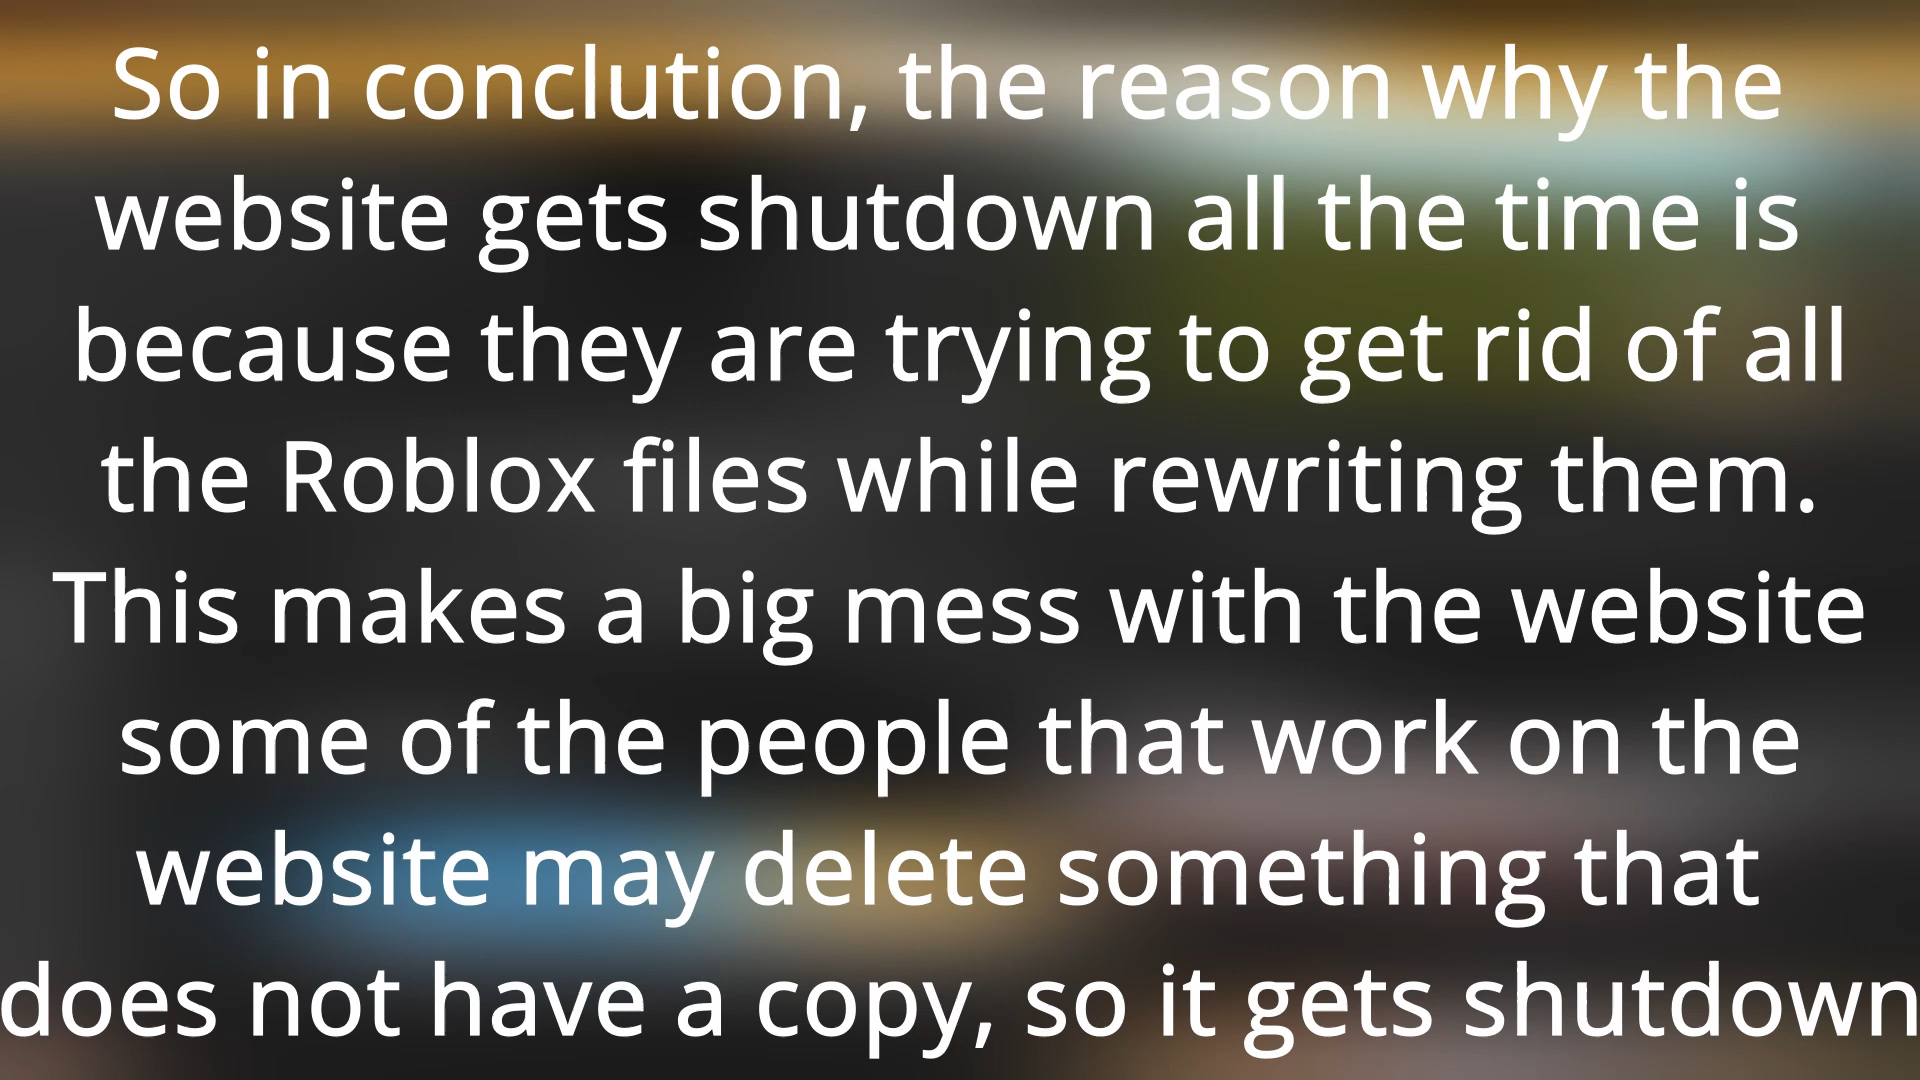 So in conclution, the reason why the
website gets shutdown all the time is
because they are trying to get rid of all
the Roblox files while rewriting them.
This makes a big mess with the website
some of the people that work on the
website may delete something that
does not have a copy, so it gets shutdown